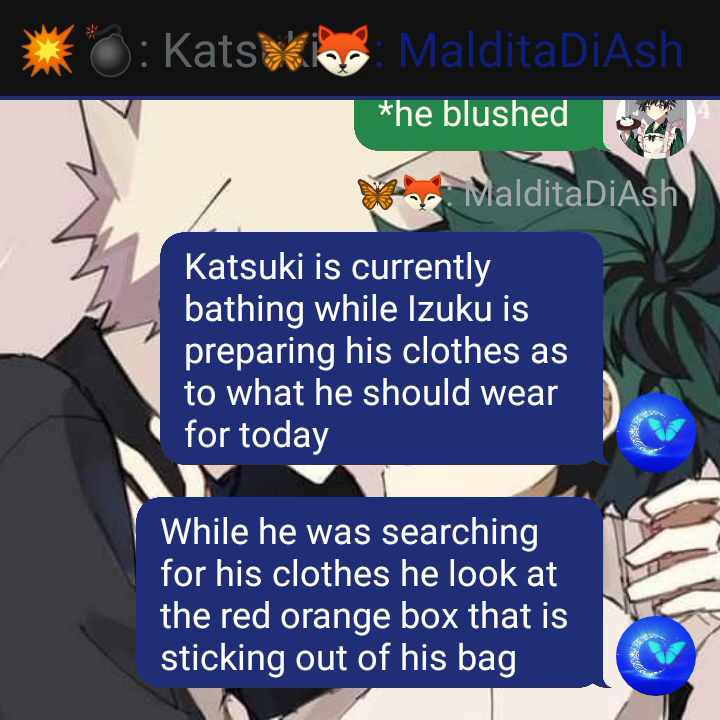 💥💣: Katsuki
🦋🦊: MalditaDiAsh
*he blushed
🦋🦊: MalditaDiAsh
Katsuki is currently
bathing while Izuku is
preparing his clothes as
to what he should wear
for today
While he was searching
for his clothes he look at
the red orange box that is
sticking out of his bag